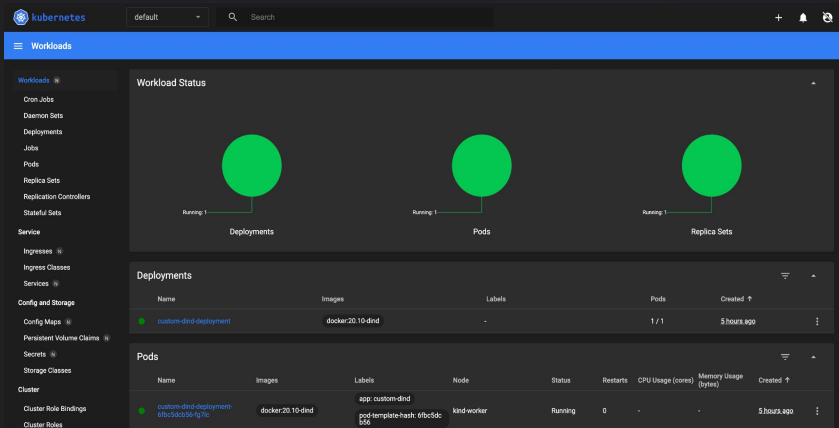 kubernetes
default
Search
Workloads
Workloads N
Cron Jobs
Daemon Sets
Deployments
Jobs
Pods
Replica Sets
Replication Controllers
Stateful Sets
Service
Ingresses N
Ingress Classes
Services N
Config and Storage
Config Maps N
Persistent Volume Claims N
Secrets N
Storage Classes
Cluster
Cluster Role Bindings
Cluster Roles
Workload Status
Running: 1
Running: 1
Running: 1
Deployments Pods Replica Sets
Deployments
Name Images Labels Pods Created
custom-dind-deployment docker:20.10-dind - 1 / 1 5 hours ago
Pods
Name Images Labels Node Status Restarts CPU Usage (cores) Memory Usage (bytes) Created
custom-dind-deployment-
docker:20.10-dind
app: custom-dind
pod-template-hash: 6fbc5dc
b56
kind-worker Running 0 - - 5 hours ago